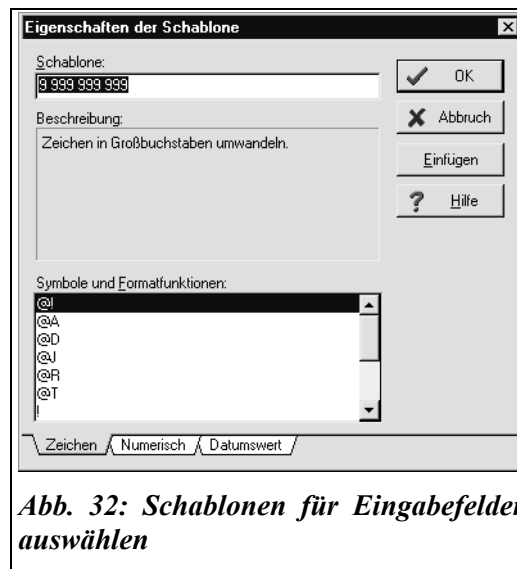 Eigenschaften der Schablone
Schablone:
9 999 999 999
Beschreibung:
Zeichen in Großbuchstaben umwandeln.
OK
Abbruch
Einfügen
? Hilfe
Symbole und Formatfunktionen:
@!
@A
@D
@J
@R
@T
!
Zeichen Numerisch Datumswert
Abb. 32: Schablonen für Eingabefelder
auswählen